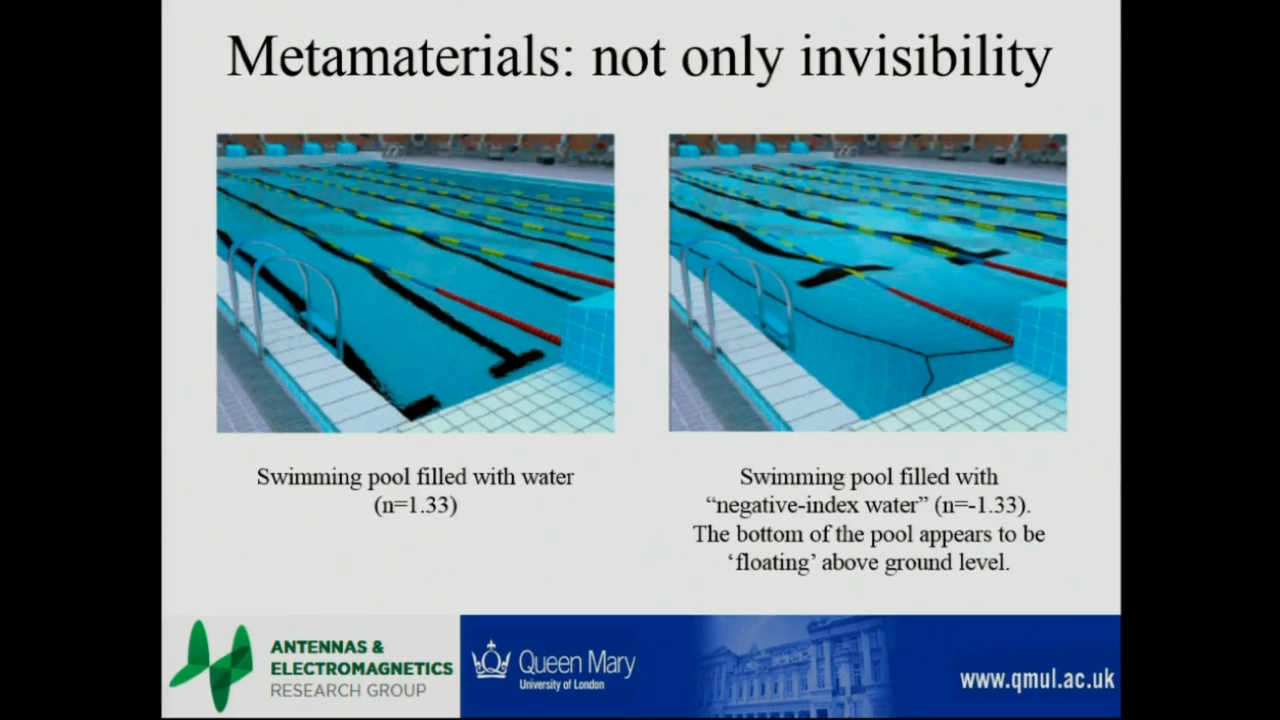 Metamaterials: not only invisibility
Swimming pool filled with water
(n=1.33)
Swimming pool filled with
“negative-index water” (n=-1.33).
The bottom of the pool appears to be
‘floating’ above ground level.
ANTENNAS &
ELECTROMAGNETICS
RESEARCH GROUP
Queen Mary
University of London
www.qmul.ac.uk